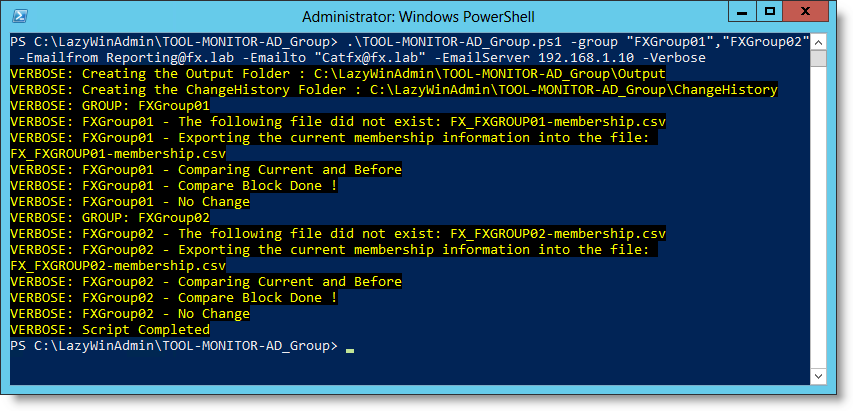 Administrator: Windows PowerShell
PS C:\LazyWinAdmin\TOOL-MONITOR-AD_Group> .\TOOL-MONITOR-AD_Group.ps1 -group "FXGroup01","FXGroup02"
-Emailfrom Reporting@fx.lab -Emailto "Catfx@fx.lab" -EmailServer 192.168.1.10 -Verbose
VERBOSE: Creating the Output Folder : C:\LazyWinAdmin\TOOL-MONITOR-AD_Group\Output
VERBOSE: Creating the ChangeHistory Folder : C:\LazyWinAdmin\TOOL-MONITOR-AD_Group\ChangeHistory
VERBOSE: GROUP: FXGroup01
VERBOSE: FXGroup01 - The following file did not exist: FX_FXGROUP01-membership.csv
VERBOSE: FXGroup01 - Exporting the current membership information into the file:
FX_FXGROUP01-membership.csv
VERBOSE: FXGroup01 - Comparing Current and Before
VERBOSE: FXGroup01 - Compare Block Done !
VERBOSE: FXGroup01 - No Change
VERBOSE: GROUP: FXGroup02
VERBOSE: FXGroup02 - The following file did not exist: FX_FXGROUP02-membership.csv
VERBOSE: FXGroup02 - Exporting the current membership information into the file:
FX_FXGROUP02-membership.csv
VERBOSE: FXGroup02 - Comparing Current and Before
VERBOSE: FXGroup02 - Compare Block Done !
VERBOSE: FXGroup02 - No Change
VERBOSE: Script Completed
PS C:\LazyWinAdmin\TOOL-MONITOR-AD_Group>